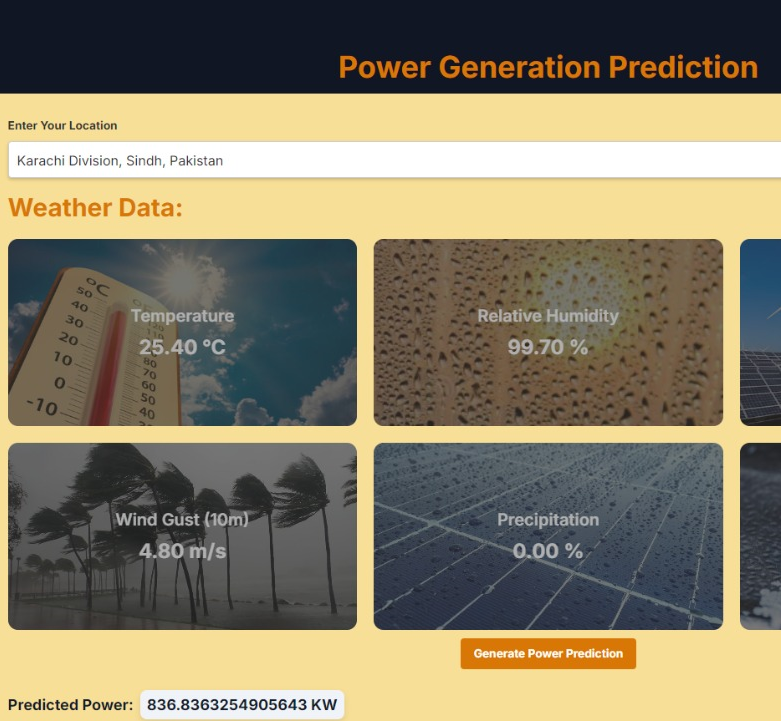 Power Generation Prediction
Enter Your Location
Karachi Division, Sindh, Pakistan
Weather Data:
°C
50
40
30
20
10
0
-10
120
80
70
60
50
40
Temperature
25.40 °C
Relative Humidity
99.70 %
Wind Gust (10m)
4.80 m/s
Precipitation
0.00 %
Generate Power Prediction
Predicted Power: 836.8363254905643 KW